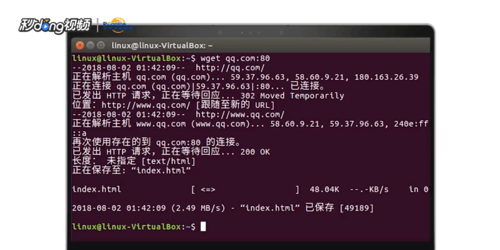 秒dǒng视频
linux@linux-VirtualBox: ~
linux@linux-VirtualBox:~$ wget qq.com:80
--2018-08-02 01:42:09--  http://qq.com/
正在解析主机 qq.com (qq.com)... 59.37.96.63, 58.60.9.21, 180.163.26.39
正在连接 qq.com (qq.com)|59.37.96.63|:80... 已连接。
已发出 HTTP 请求，正在等待回应... 302 Moved Temporarily
位置：http://www.qq.com/ [跟随至新的 URL]
--2018-08-02 01:42:09--  http://www.qq.com/
正在解析主机 www.qq.com (www.qq.com)... 58.60.9.21, 59.37.96.63, 240e:ff
::a
再次使用存在的到 qq.com:80 的连接。
已发出 HTTP 请求，正在等待回应... 200 OK
长度： 未指定 [text/html]
正在保存至: “index.html”
index.html [ <=> ] 48.04K --.-KB/s in 0
2018-08-02 01:42:09 (2.49 MB/s) - “index.html” 已保存 [49189]
linux@linux-VirtualBox:~$